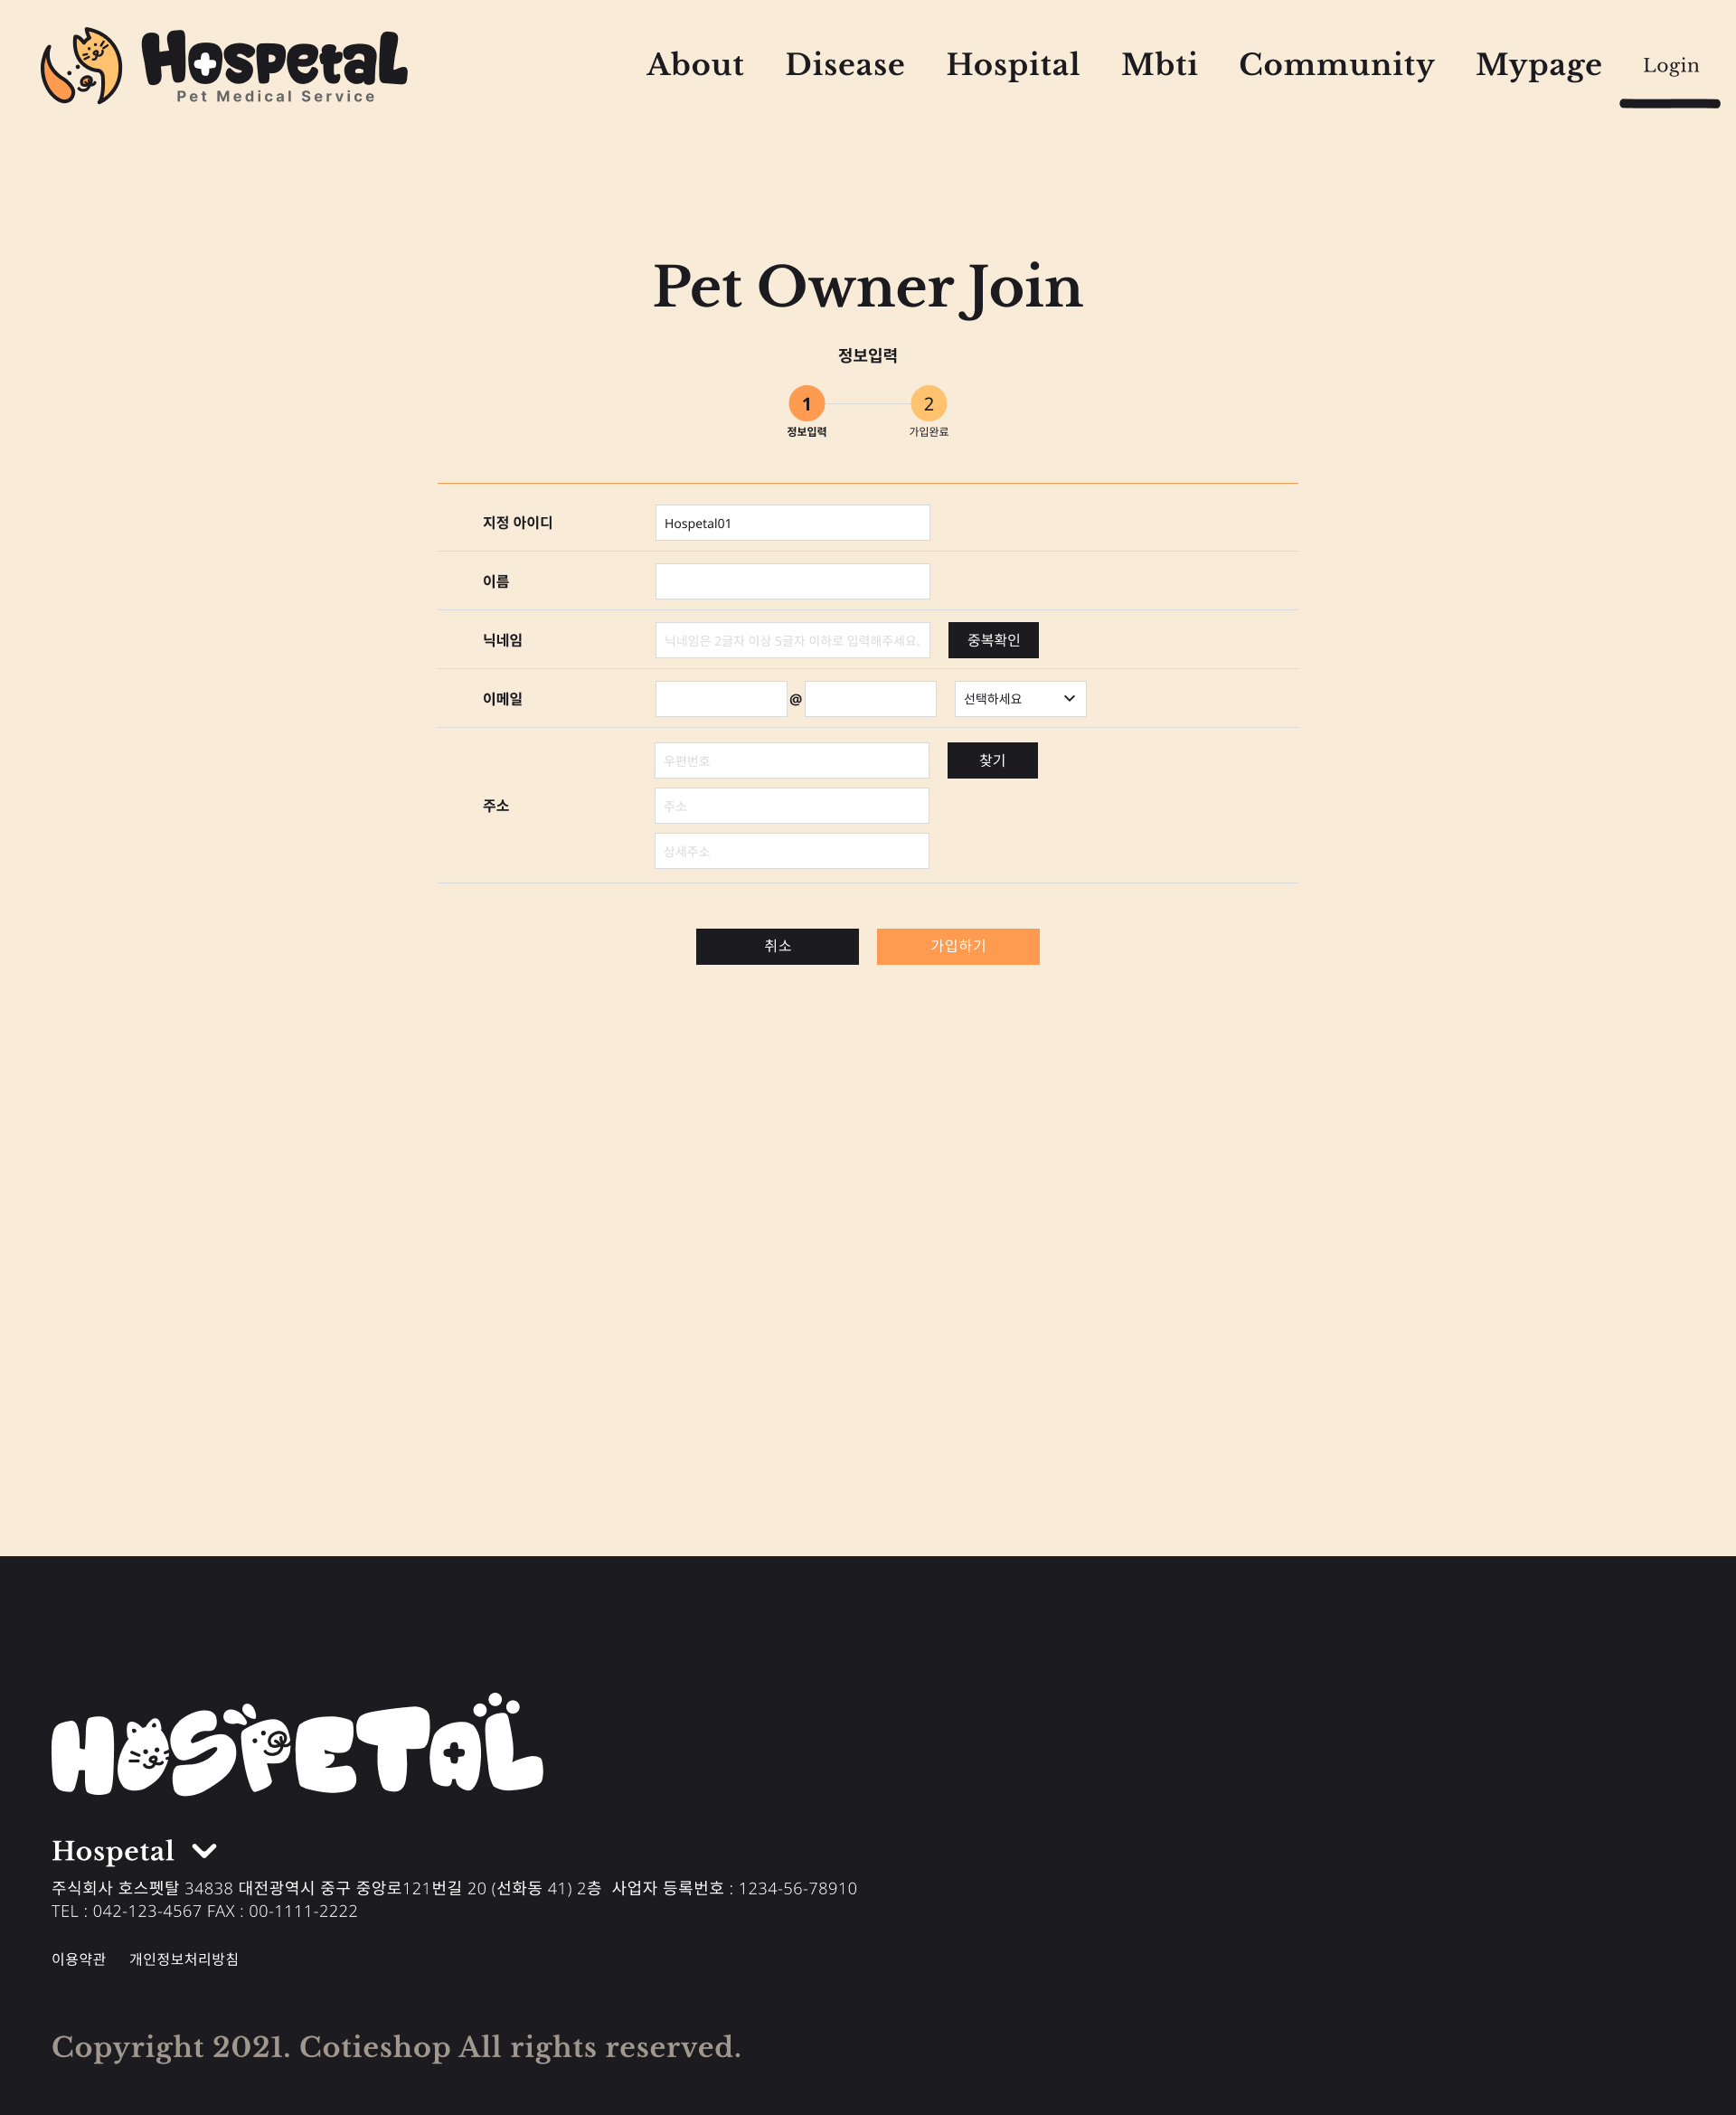 Hospetal
Pet Medical Service
About Disease Hospital Mbti Community Mypage Login
Pet Owner Join
정보입력
1 2
정보입력 가입완료
지정 아이디 Hospetal01
이름
닉네임 닉네임은 2글자 이상 5글자 이하로 입력해주세요. 중복확인
이메일 @ 선택하세요
우편번호 찾기
주소 주소
상세주소
취소 가입하기
HOSPETAL
Hospetal
주식회사 호스펫탈 34838 대전광역시 중구 중앙로121번길 20 (선화동 41) 2층 사업자 등록번호 : 1234-56-78910
TEL : 042-123-4567 FAX : 00-1111-2222
이용약관 개인정보처리방침
Copyright 2021. Cotieshop All rights reserved.